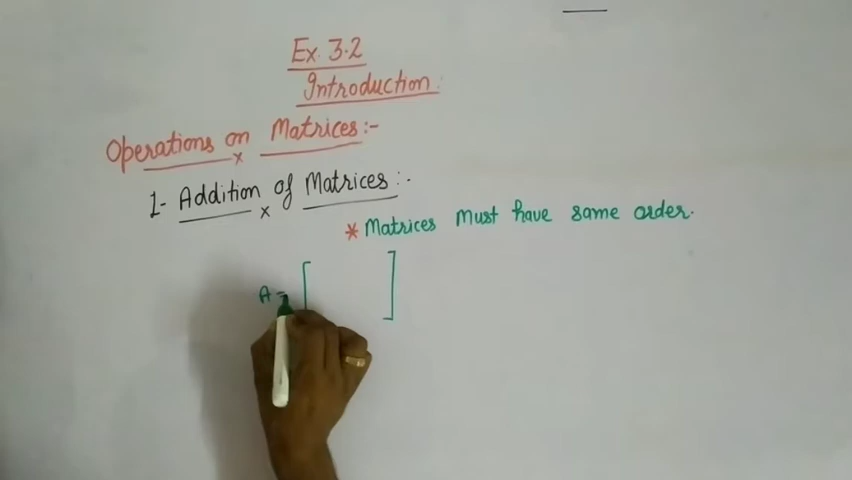 Ex. 3.2
Introduction
Operations on Matrices:-
1- Addition of Matrices:-
* Matrices Must have same order.
A = [ ]